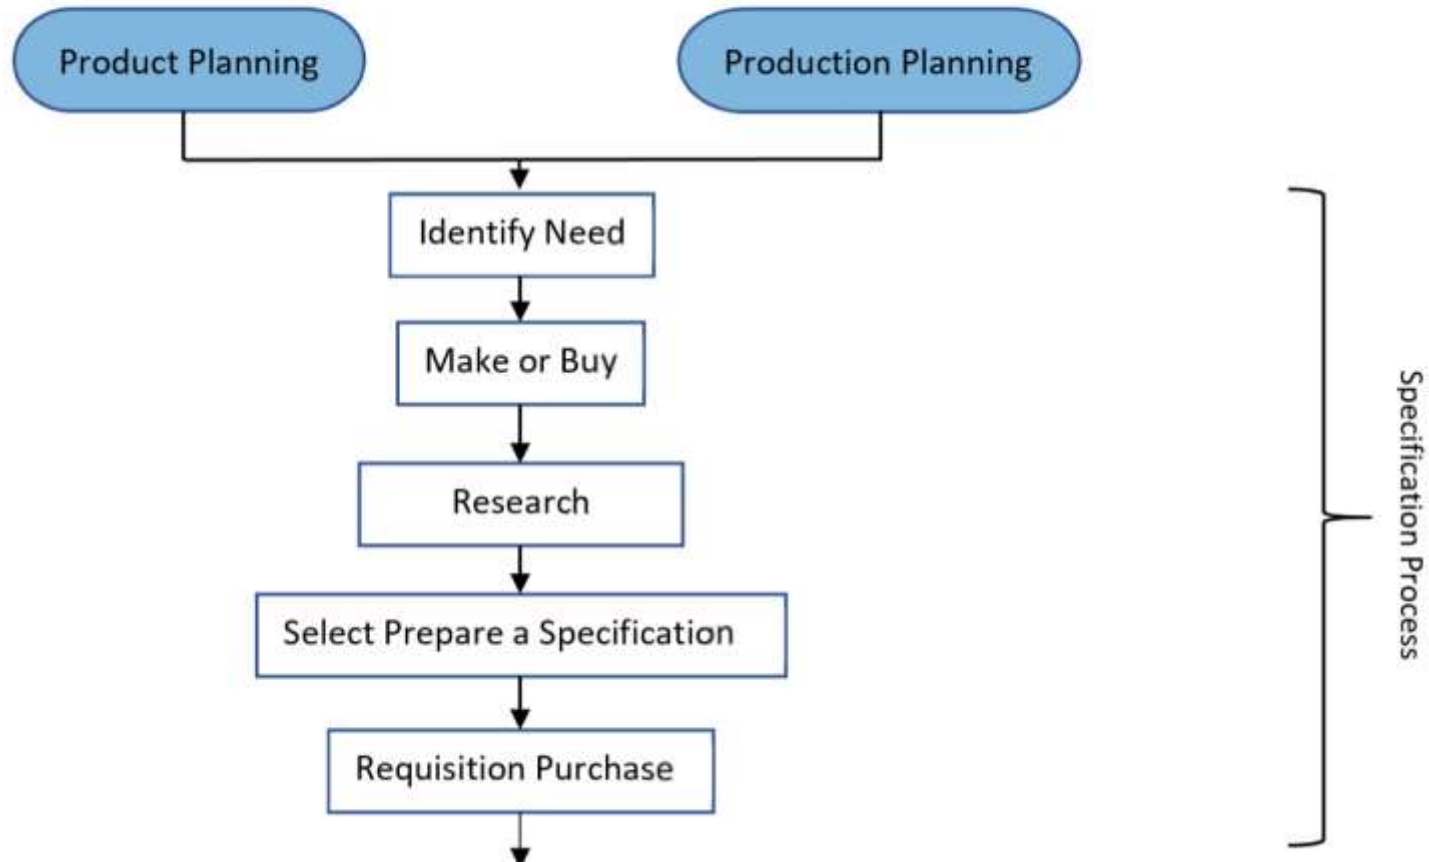 Product Planning
Production Planning
Identify Need
Make or Buy
Research
Select Prepare a Specification
Requisition Purchase
Specification Process